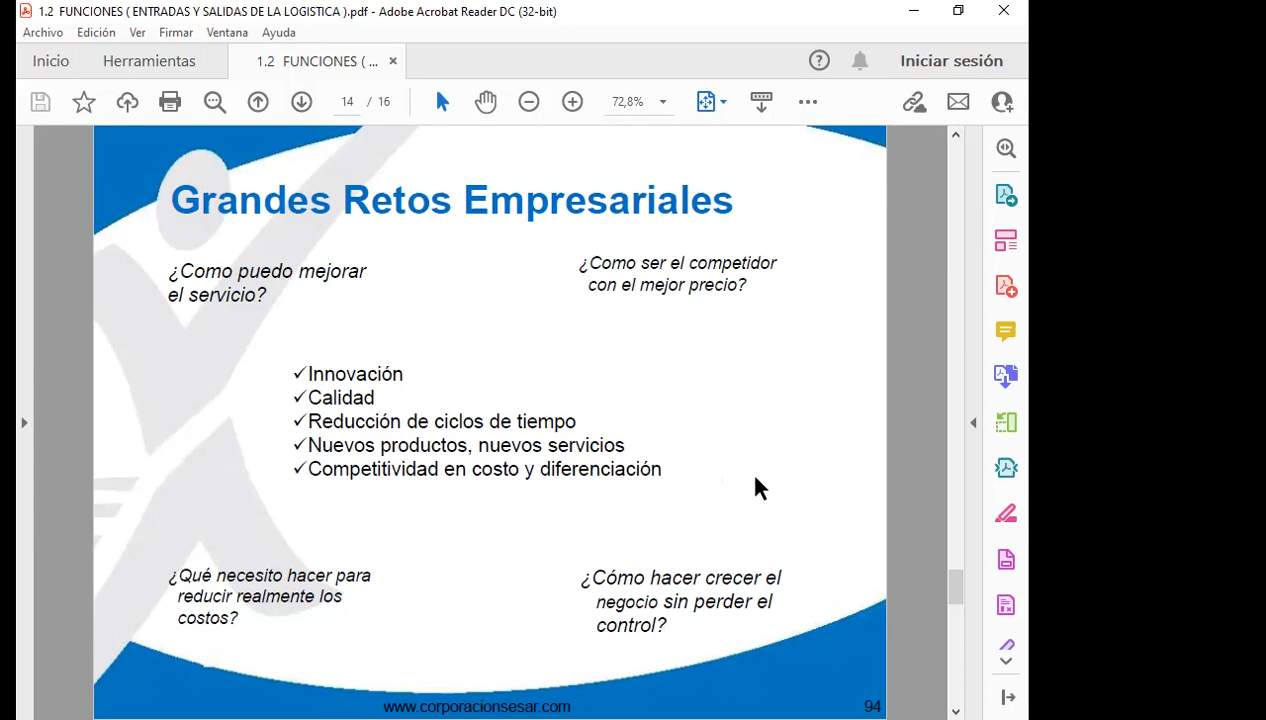 1.2 FUNCIONES ( ENTRADAS Y SALIDAS DE LA LOGISTICA ).pdf - Adobe Acrobat Reader DC (32-bit)
Archivo Edición Ver Firmar Ventana Ayuda
Inicio Herramientas 1.2 FUNCIONES ( ... × Iniciar sesión
14 / 16 72,8%
Grandes Retos Empresariales
¿Como puedo mejorar
el servicio?
¿Como ser el competidor
con el mejor precio?
✓Innovación
✓Calidad
✓Reducción de ciclos de tiempo
✓Nuevos productos, nuevos servicios
✓Competitividad en costo y diferenciación
¿Qué necesito hacer para
reducir realmente los
costos?
¿Cómo hacer crecer el
negocio sin perder el
control?
www.corporacionsesar.com 94